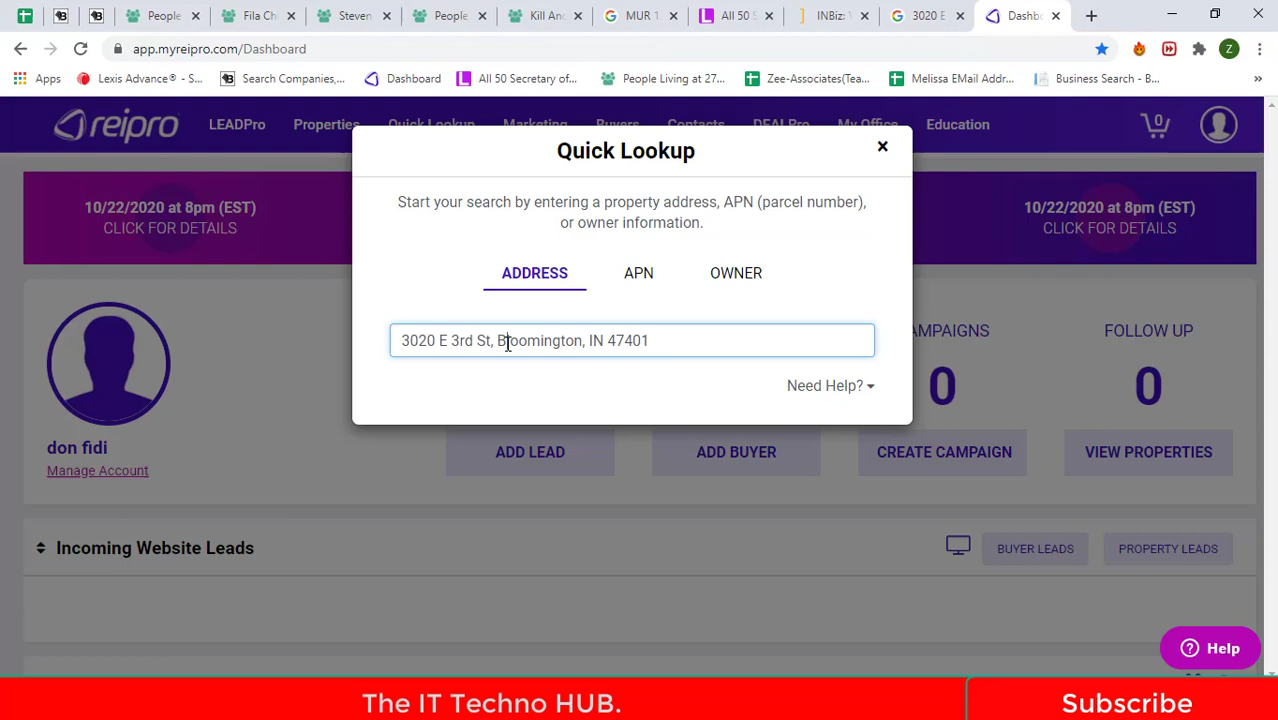 People
Fila Ch
Steven
People
Kill An
MUR T
All 50 S
INBiz: Y
3020 E
Dashbo
app.myreipro.com/Dashboard
Z
Apps
Lexis Advance® - S...
Search Companies,...
Dashboard
All 50 Secretary of...
People Living at 27...
Zee-Associates(Tea...
Melissa EMail Addr...
Business Search - B...
»
reipro
LEADPro
Properties
Quick Lookup
Marketing
Buyers
Contacts
DEALPro
My Office
Education
0
Quick Lookup
×
10/22/2020 at 8pm (EST)
CLICK FOR DETAILS
Start your search by entering a property address, APN (parcel number),
or owner information.
10/22/2020 at 8pm (EST)
CLICK FOR DETAILS
ADDRESS
APN
OWNER
3020 E 3rd St, Bloomington, IN 47401
Need Help?
AMPAIGNS
FOLLOW UP
0
0
don fidi
Manage Account
ADD LEAD
ADD BUYER
CREATE CAMPAIGN
VIEW PROPERTIES
Incoming Website Leads
BUYER LEADS
PROPERTY LEADS
Help
The IT Techno HUB.
Subscribe